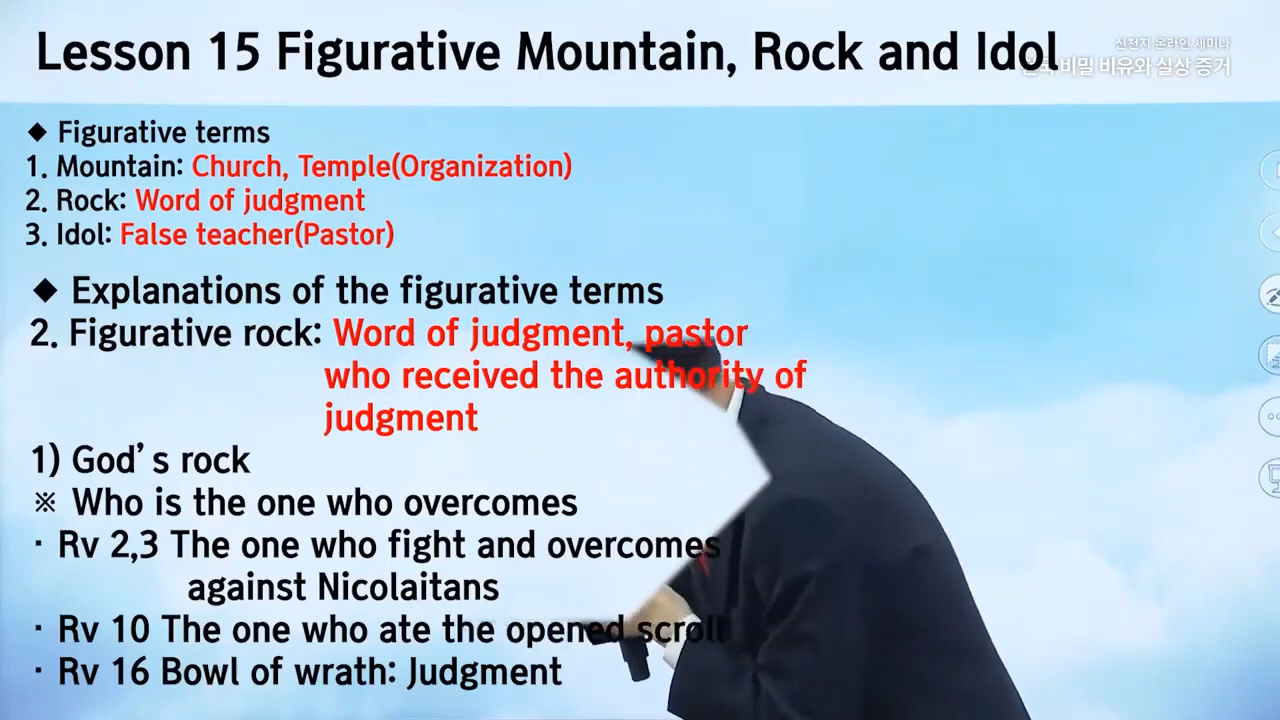 Lesson 15 Figurative Mountain, Rock and Idol
신천지 온라인 세미나
비밀 비유와 실상 증거
◆ Figurative terms
1. Mountain: Church, Temple(Organization)
2. Rock: Word of judgment
3. Idol: False teacher(Pastor)
◆ Explanations of the figurative terms
2. Figurative rock: Word of judgment, pastor
who received the authority of
judgment
1) God's rock
※ Who is the one who overcomes
· Rv 2,3 The one who fight and overcomes
against Nicolaitans
· Rv 10 The one who ate the opened scroll
· Rv 16 Bowl of wrath: Judgment